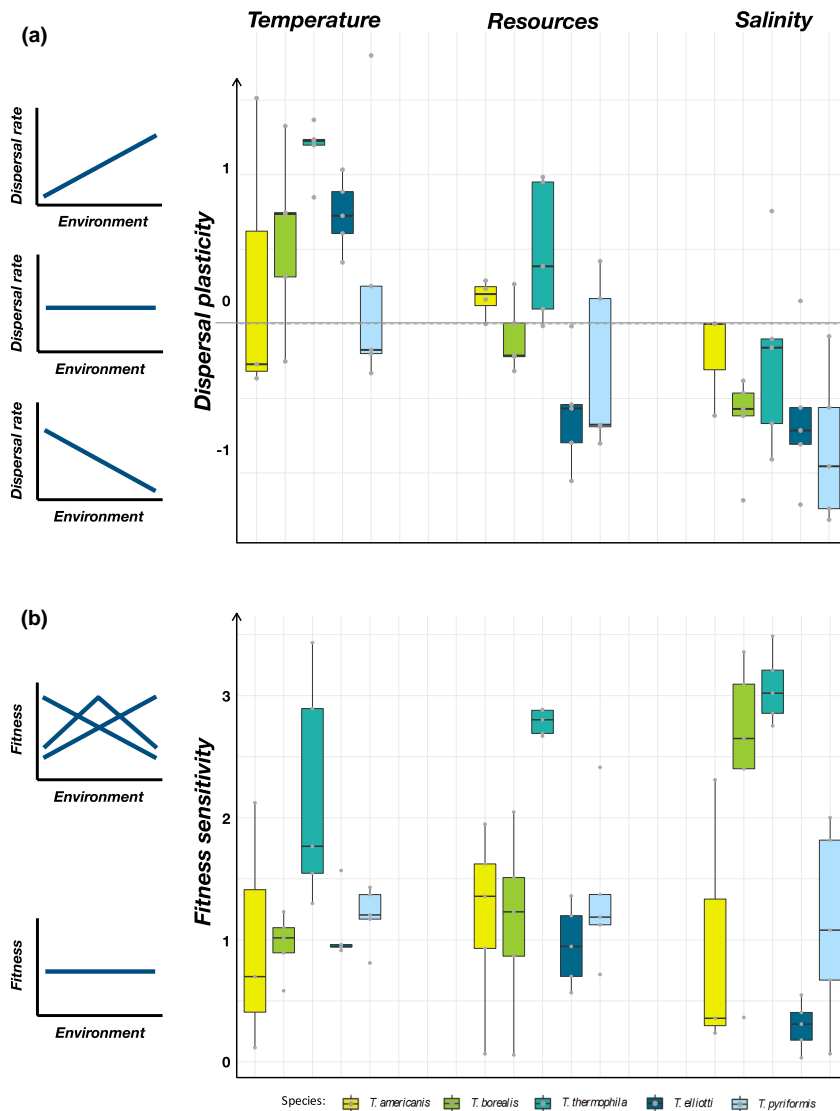 (a)
Temperature
Resources
Salinity
Dispersal rate
Environment
Dispersal rate
Environment
Dispersal rate
Environment
Dispersal plasticity
1
0
-1
(b)
Fitness
Environment
Fitness
Environment
Fitness sensitivity
3
2
1
0
Species: T. americanis T. borealis T. thermophila T. elliotti T. pyriformis